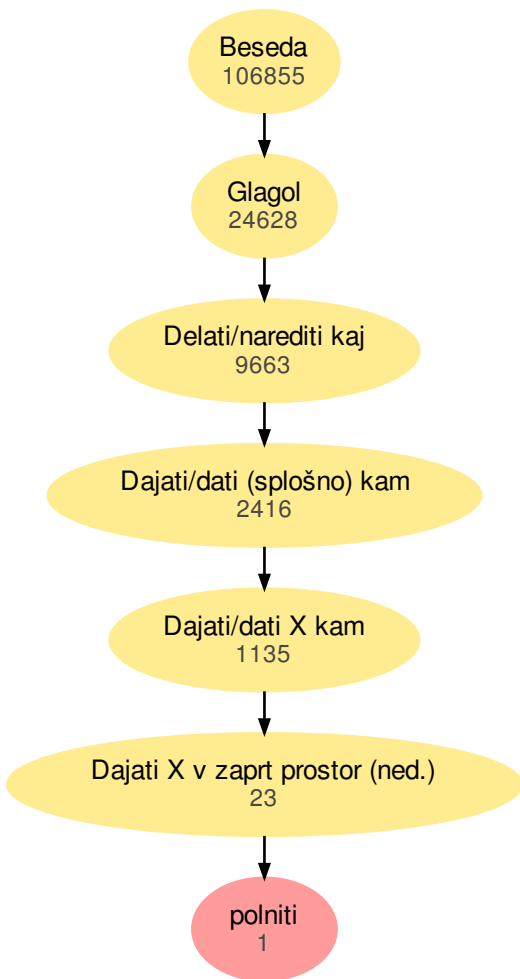 Beseda
106855
Glagol
24628
Delati/narediti kaj
9663
Dajati/dati (splošno) kam
2416
Dajati/dati X kam
1135
Dajati X v zaprt prostor (ned.)
23
polniti
1